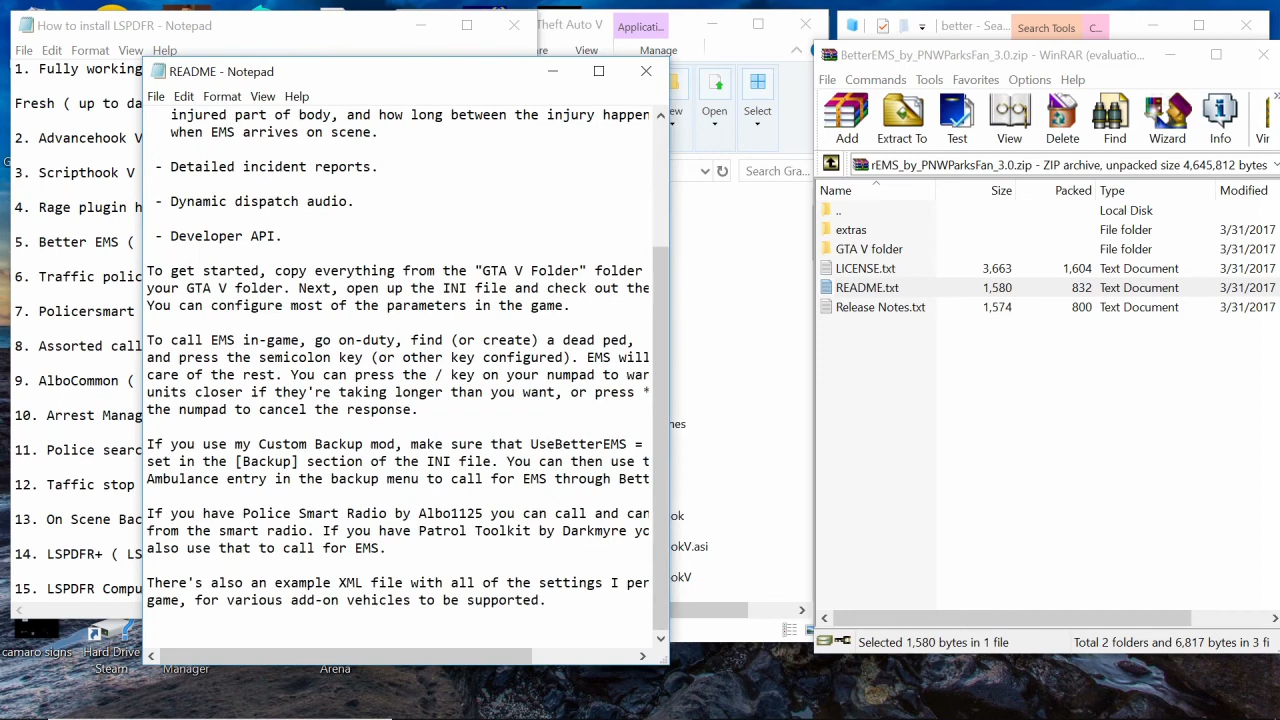 How to install LSPDFR - Notepad
File Edit Format View Help
1. Fully working
Fresh ( up to da
2. Advancehook V
3. Scripthook V
4. Rage plugin h
5. Better EMS (
6. Traffic polic
7. Policersmart
8. Assorted call
9. AlboCommon (
10. Arrest Manag
11. Police searc
12. Taffic stop
13. On Scene Bac
14. LSPDFR+ ( LS
15. LSPDFR Compu
README - Notepad
File Edit Format View Help
injured part of body, and how long between the injury happen
when EMS arrives on scene.
- Detailed incident reports.
- Dynamic dispatch audio.
- Developer API.
To get started, copy everything from the "GTA V Folder" folder
your GTA V folder. Next, open up the INI file and check out the
You can configure most of the parameters in the game.
To call EMS in-game, go on-duty, find (or create) a dead ped,
and press the semicolon key (or other key configured). EMS will
care of the rest. You can press the / key on your numpad to war
units closer if they're taking longer than you want, or press *
the numpad to cancel the response.
If you use my Custom Backup mod, make sure that UseBetterEMS =
set in the [Backup] section of the INI file. You can then use t
Ambulance entry in the backup menu to call for EMS through Bett
If you have Police Smart Radio by Albo1125 you can call and can
from the smart radio. If you have Patrol Toolkit by Darkmyre yo
also use that to call for EMS.
There's also an example XML file with all of the settings I per
game, for various add-on vehicles to be supported.
Theft Auto V
Applicati...
are View Manage
ew Open Select
Search Gra...
nes
ok
okV.asi
okV
better - Sea...
Search Tools
C...
BetterEMS_by_PNWParksFan_3.0.zip - WinRAR (evaluatio...
File Commands Tools Favorites Options Help
Add Extract To Test View Delete Find Wizard Info Vir
rEMS_by_PNWParksFan_3.0.zip - ZIP archive, unpacked size 4,645,812 bytes
Name Size Packed Type Modified
.. Local Disk
extras File folder 3/31/2017
GTA V folder File folder 3/31/2017
LICENSE.txt 3,663 1,604 Text Document 3/31/2017
README.txt 1,580 832 Text Document 3/31/2017
Release Notes.txt 1,574 800 Text Document 3/31/2017
Selected 1,580 bytes in 1 file
Total 2 folders and 6,817 bytes in 3 fi
camaro signs
Hard Drive
Steam
Manager
Arena